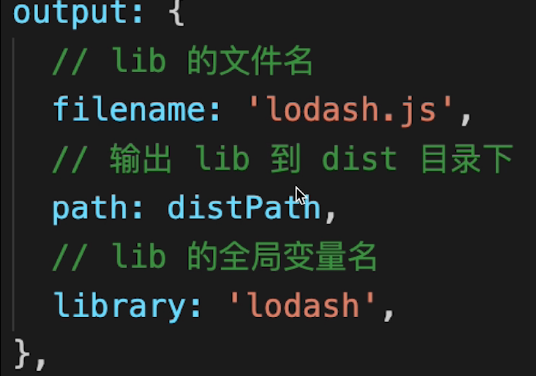 output: {
// lib 的文件名
filename: 'lodash.js',
// 输出 lib 到 dist 目录下
path: distPath,
// lib 的全局变量名
library: 'lodash',
},